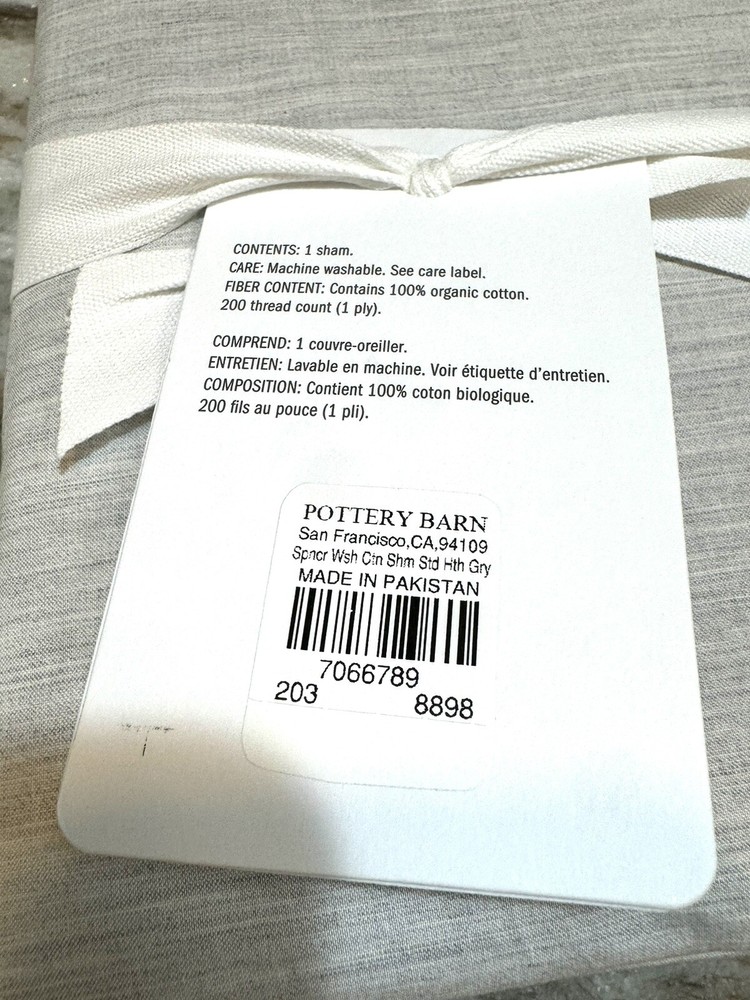 CONTENTS: 1 sham.
CARE: Machine washable. See care label.
FIBER CONTENT: Contains 100% organic cotton.
200 thread count (1 ply).
COMPREND: 1 couvre-oreiller.
ENTRETIEN: Lavable en machine. Voir étiquette d'entretien.
COMPOSITION: Contient 100% coton biologique.
200 fils au pouce (1 pli).
POTTERY BARN
San Francisco,CA,94109
Spncr Wsh Ctn Shm Std Hth Gry
MADE IN PAKISTAN
7066789
203 8898